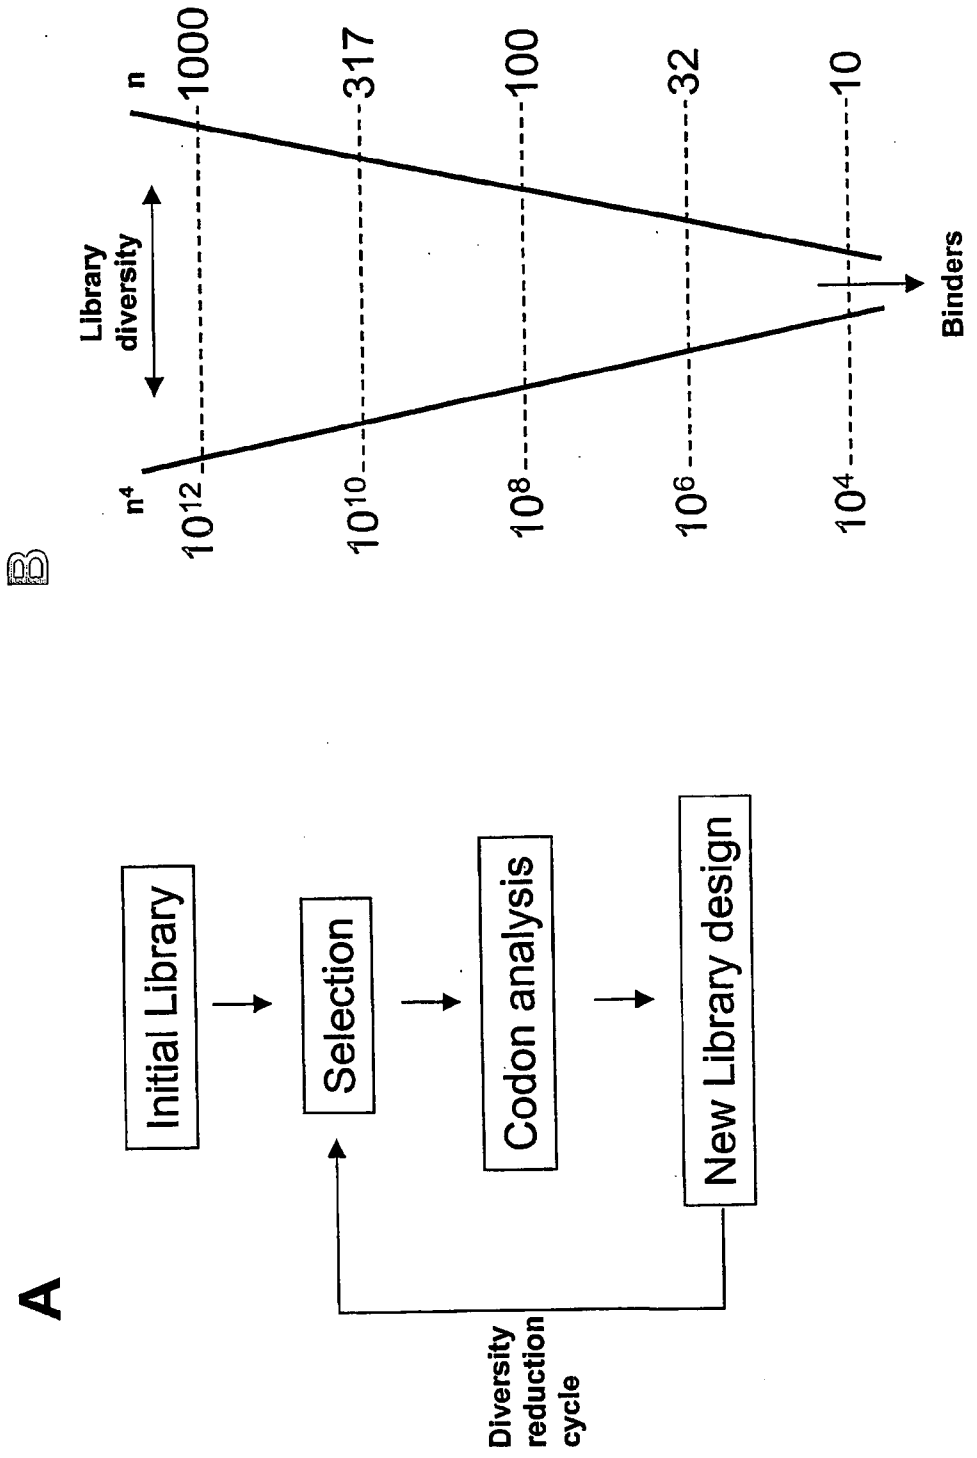 A
Initial Library
Selection
Codon analysis
New Library design
Diversity
reduction
cycle
B
Library
diversity
n⁴
n
10¹²
1000
10¹⁰
317
10⁸
100
10⁶
32
10⁴
10
Binders